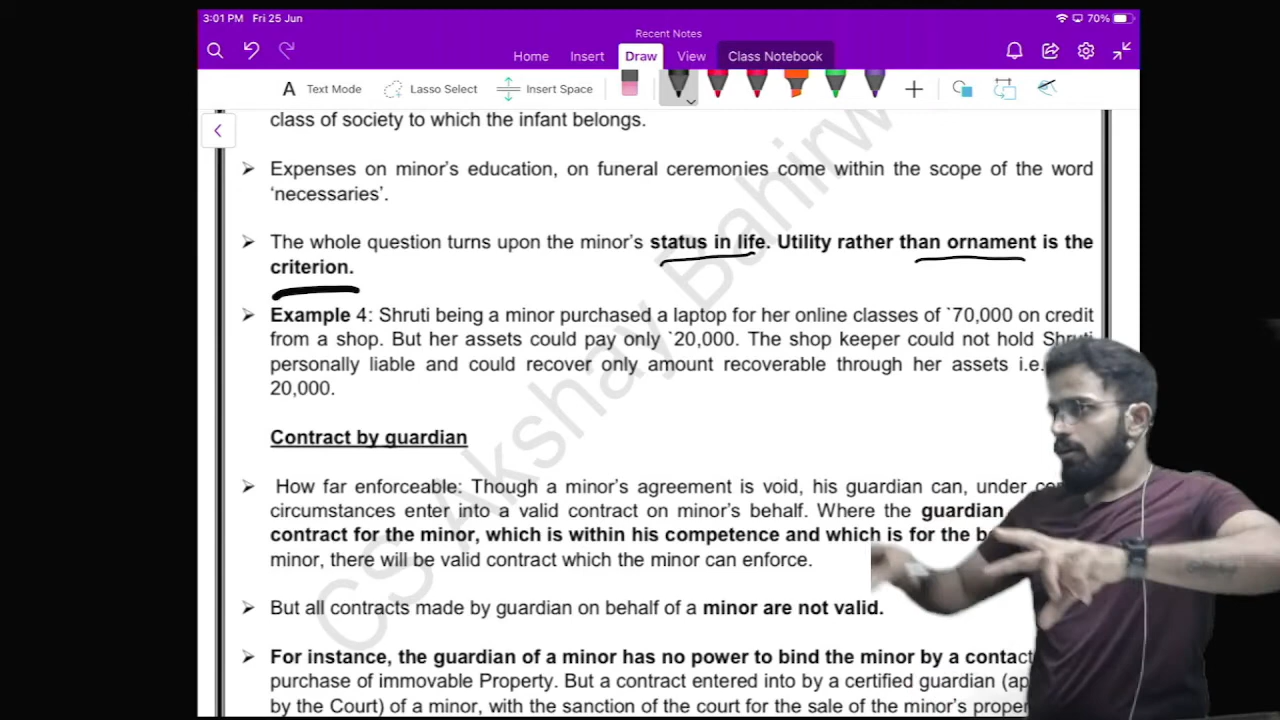 3:01 PM Fri 25 Jun
70%
Recent Notes
Home Insert Draw View Class Notebook
A Text Mode Lasso Select Insert Space
class of society to which the infant belongs.
Expenses on minor's education, on funeral ceremonies come within the scope of the word
'necessaries'.
The whole question turns upon the minor's status in life. Utility rather than ornament is the
criterion.
Example 4: Shruti being a minor purchased a laptop for her online classes of `70,000 on credit
from a shop. But her assets could pay only `20,000. The shop keeper could not hold Shruti
personally liable and could recover only amount recoverable through her assets i.e.
20,000.
Contract by guardian
How far enforceable: Though a minor's agreement is void, his guardian can, under
circumstances enter into a valid contract on minor's behalf. Where the guardian
contract for the minor, which is within his competence and which is for the
minor, there will be valid contract which the minor can enforce.
But all contracts made by guardian on behalf of a minor are not valid.
For instance, the guardian of a minor has no power to bind the minor by a contact
purchase of immovable Property. But a contract entered into by a certified guardian
by the Court) of a minor, with the sanction of the court for the sale of the minor's
CS Akshay Bahirw